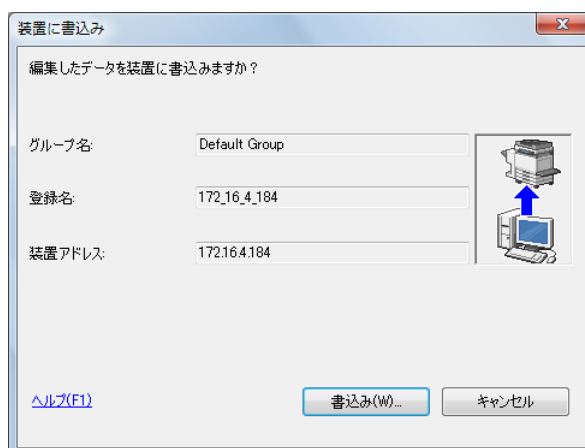 装置に書込み
編集したデータを装置に書込みますか？
グループ名: Default Group
登録名: 172_16_4_184
装置アドレス: 172.16.4.184
ヘルプ(F1) 書込み(W)... キャンセル